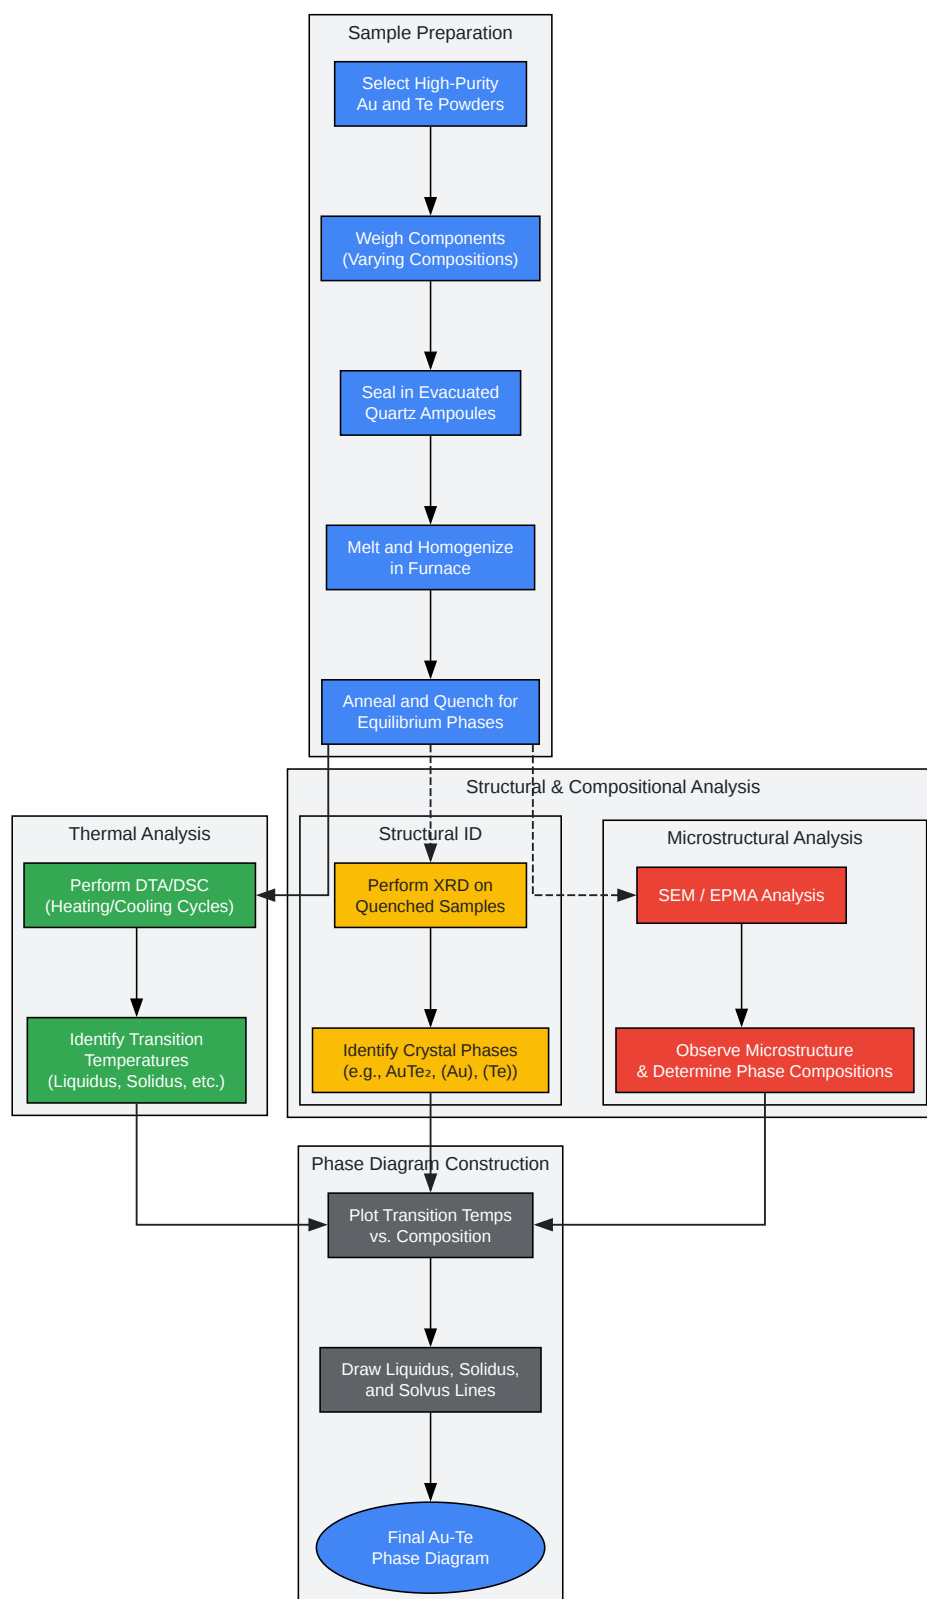 Sample Preparation
Select High-Purity
Au and Te Powders
Weigh Components
(Varying Compositions)
Seal in Evacuated
Quartz Ampoules
Melt and Homogenize
in Furnace
Anneal and Quench for
Equilibrium Phases
Structural & Compositional Analysis
Thermal Analysis
Perform DTA/DSC
(Heating/Cooling Cycles)
Identify Transition
Temperatures
(Liquidus, Solidus, etc.)
Structural ID
Perform XRD on
Quenched Samples
Identify Crystal Phases
(e.g., AuTe₂, (Au), (Te))
Microstructural Analysis
SEM / EPMA Analysis
Observe Microstructure
& Determine Phase Compositions
Phase Diagram Construction
Plot Transition Temps
vs. Composition
Draw Liquidus, Solidus,
and Solvus Lines
Final Au-Te
Phase Diagram